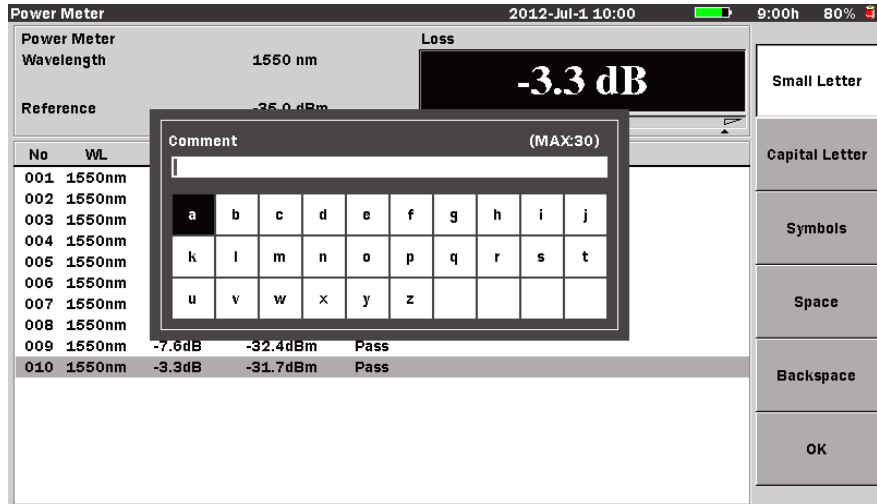 Power Meter 2012-Jul-1 10:00 9:00h 80%
Power Meter
Wavelength 1550 nm
Reference
Loss
-3.3 dB
No WL
001 1550nm
002 1550nm
003 1550nm
004 1550nm
005 1550nm
006 1550nm
007 1550nm
008 1550nm
009 1550nm -7.6dB -32.4dBm Pass
010 1550nm -3.3dB -31.7dBm Pass
Comment (MAX:30)
a b c d e f g h i j
k l m n o p q r s t
u v w x y z
Small Letter
Capital Letter
Symbols
Space
Backspace
OK